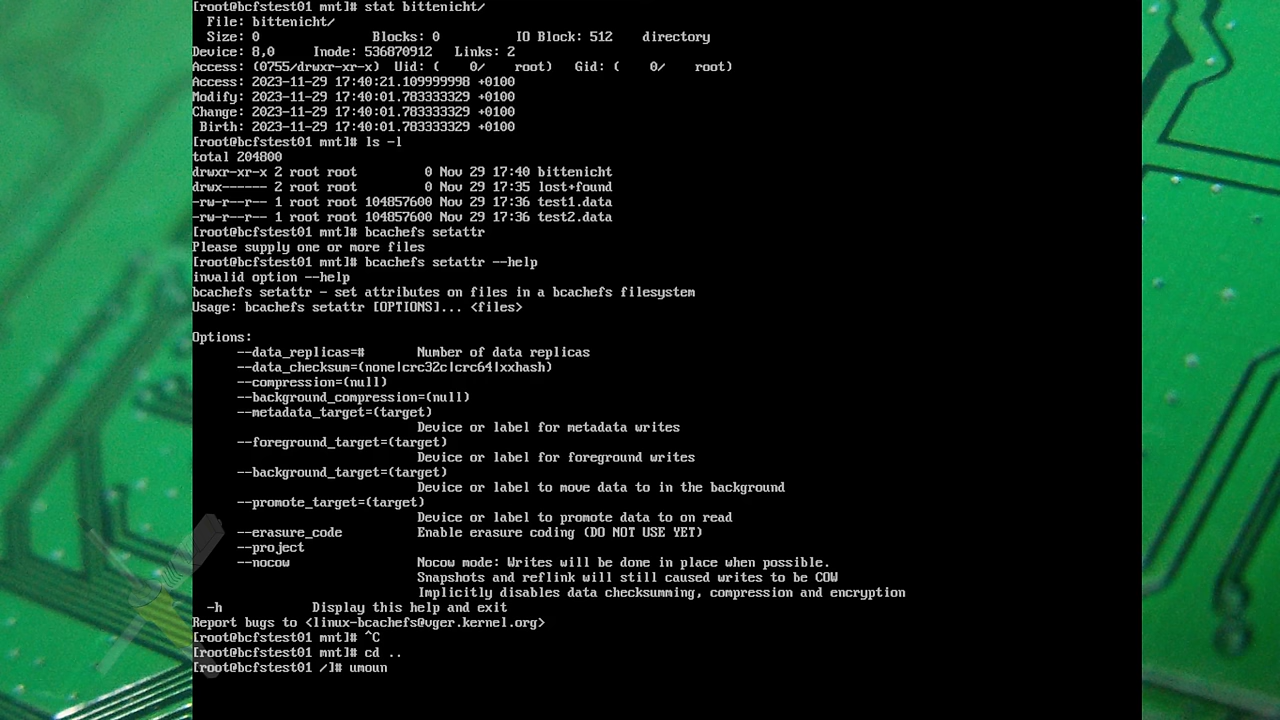 [root@bcfstest01 mnt]# stat bittenicht/
  File: bittenicht/
  Size: 0               Blocks: 0          IO Block: 512    directory
Device: 8,0     Inode: 536870912   Links: 2
Access: (0755/drwxr-xr-x)  Uid: (    0/    root)   Gid: (    0/    root)
Access: 2023-11-29 17:40:21.109999998 +0100
Modify: 2023-11-29 17:40:01.783333329 +0100
Change: 2023-11-29 17:40:01.783333329 +0100
 Birth: 2023-11-29 17:40:01.783333329 +0100
[root@bcfstest01 mnt]# ls -l
total 204800
drwxr-xr-x 2 root root         0 Nov 29 17:40 bittenicht
drwx------ 2 root root         0 Nov 29 17:35 lost+found
-rw-r--r-- 1 root root 104857600 Nov 29 17:36 test1.data
-rw-r--r-- 1 root root 104857600 Nov 29 17:36 test2.data
[root@bcfstest01 mnt]# bcachefs setattr
Please supply one or more files
[root@bcfstest01 mnt]# bcachefs setattr --help
invalid option --help
bcachefs setattr - set attributes on files in a bcachefs filesystem
Usage: bcachefs setattr [OPTIONS]... <files>
Options:
      --data_replicas=#       Number of data replicas
      --data_checksum=(none|crc32c|crc64|xxhash)
      --compression=(null)
      --background_compression=(null)
      --metadata_target=(target)
                              Device or label for metadata writes
      --foreground_target=(target)
                              Device or label for foreground writes
      --background_target=(target)
                              Device or label to move data to in the background
      --promote_target=(target)
                              Device or label to promote data to on read
      --erasure_code          Enable erasure coding (DO NOT USE YET)
      --project
      --nocow                 Nocow mode: Writes will be done in place when possible.
                              Snapshots and reflink will still caused writes to be COW
                              Implicitly disables data checksumming, compression and encryption
  -h            Display this help and exit
Report bugs to <linux-bcachefs@vger.kernel.org>
[root@bcfstest01 mnt]# ^C
[root@bcfstest01 mnt]# cd ..
[root@bcfstest01 /]# umoun